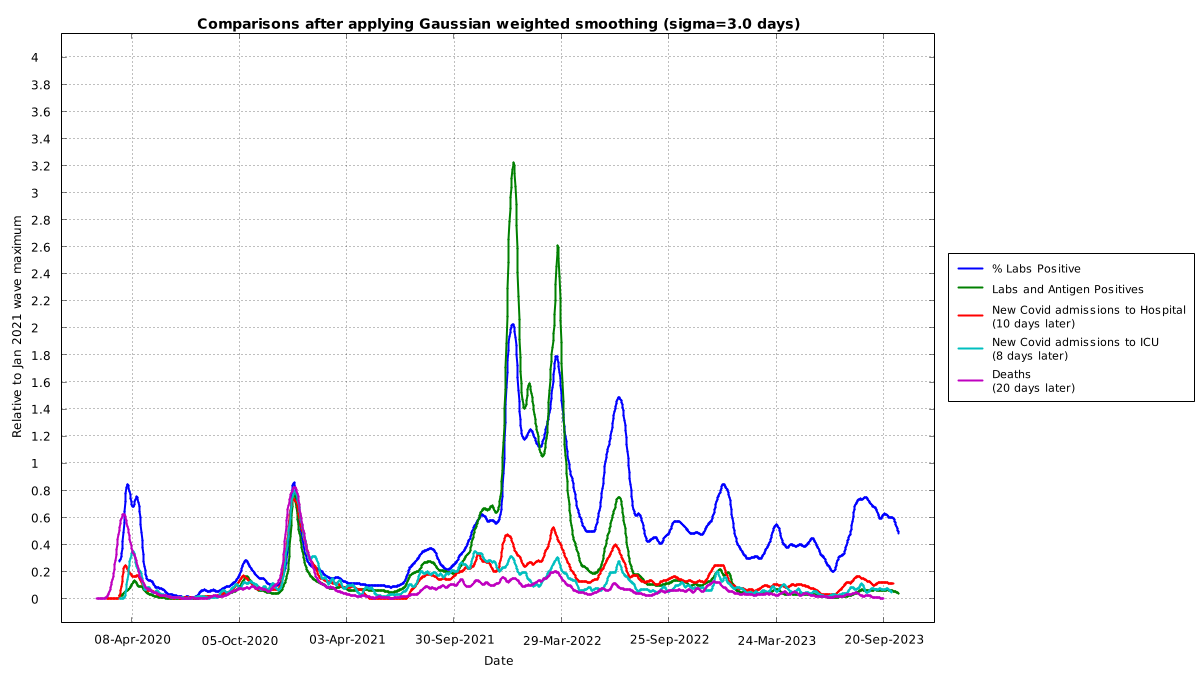 Comparisons after applying Gaussian weighted smoothing (sigma=3.0 days)
Relative to Jan 2021 wave maximum
4
3.8
3.6
3.4
3.2
3
2.8
2.6
2.4
2.2
2
1.8
1.6
1.4
1.2
1
0.8
0.6
0.4
0.2
0
08-Apr-2020
05-Oct-2020
03-Apr-2021
30-Sep-2021
29-Mar-2022
25-Sep-2022
24-Mar-2023
20-Sep-2023
Date
% Labs Positive
Labs and Antigen Positives
New Covid admissions to Hospital
(10 days later)
New Covid admissions to ICU
(8 days later)
Deaths
(20 days later)